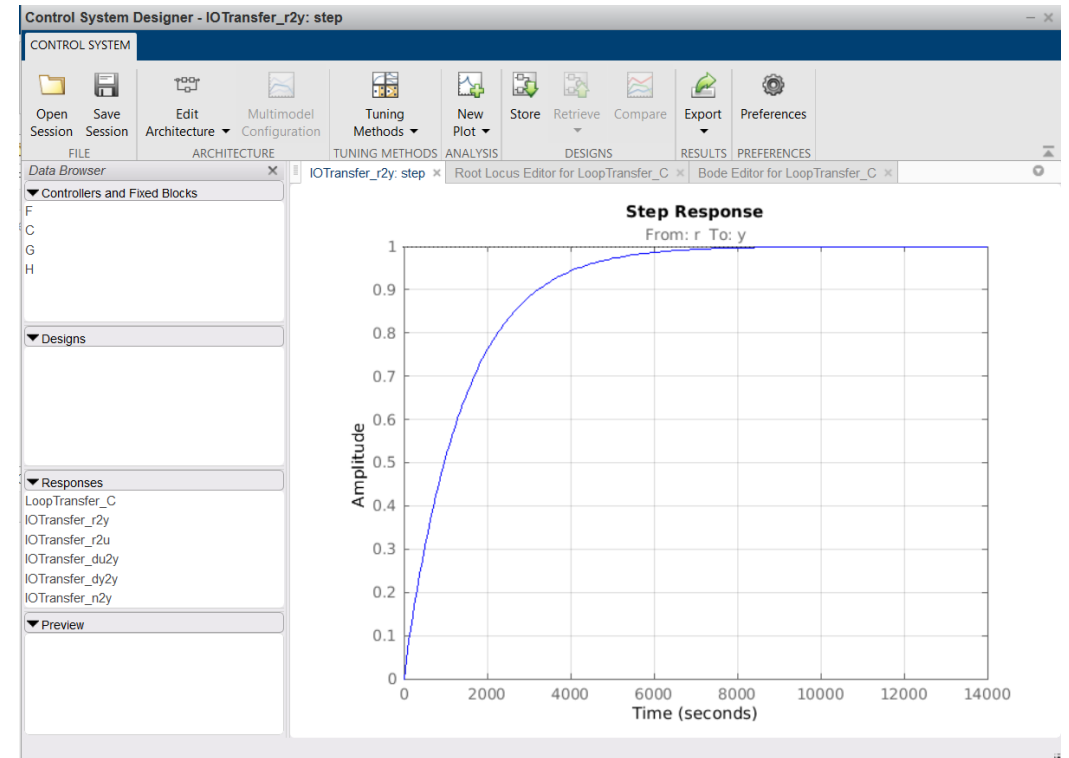 Control System Designer - IOTransfer_r2y: step
CONTROL SYSTEM
Open Session
Save Session
Edit Architecture
Multimodel Configuration
Tuning Methods
New Plot
Store
Retrieve
Compare
Export
Preferences
FILE
ARCHITECTURE
TUNING METHODS
ANALYSIS
DESIGNS
RESULTS
PREFERENCES
Data Browser
IOTransfer_r2y: step
Root Locus Editor for LoopTransfer_C
Bode Editor for LoopTransfer_C
Controllers and Fixed Blocks
F
C
G
H
Designs
Responses
LoopTransfer_C
IOTransfer_r2y
IOTransfer_r2u
IOTransfer_du2y
IOTransfer_dy2y
IOTransfer_n2y
Preview
Step Response
From: r To: y
Amplitude
1
0.9
0.8
0.7
0.6
0.5
0.4
0.3
0.2
0.1
0
0 2000 4000 6000 8000 10000 12000 14000
Time (seconds)